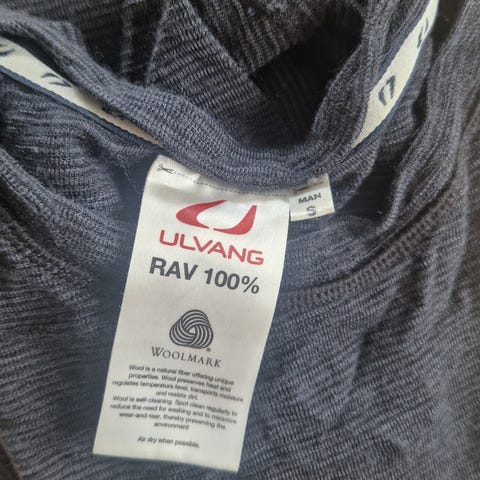 ULVANG
MAN
S
RAV 100%
WOOLMARK
Wool is a natural fiber offering unique
properties. Wool preserves heat and
regulates temperature level, transports moisture
and resists dirt.
Wool is self-cleaning. Spot clean regularly to
reduce the need for washing and to minimize
wear-and-tear, thereby preserving the
environment
Air dry when possible.